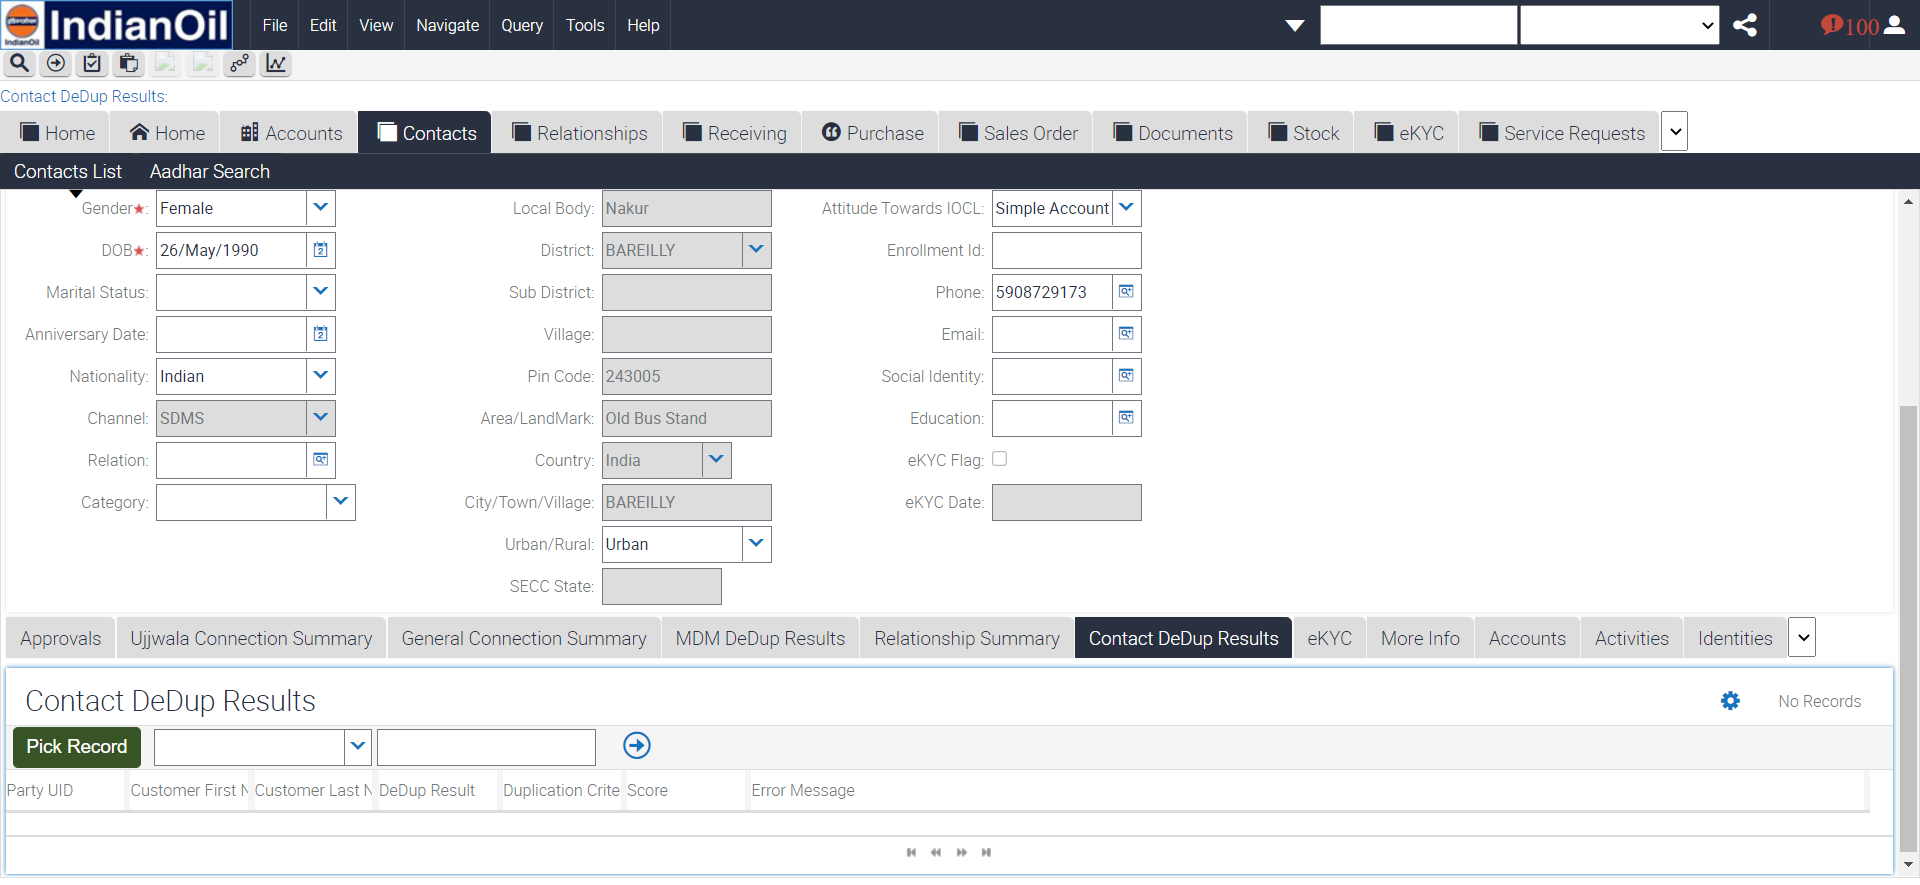 इंडियनऑयल
IndianOil
IndianOil
File Edit View Navigate Query Tools Help
100
Contact DeDup Results:
Home Home Accounts Contacts Relationships Receiving Purchase Sales Order Documents Stock eKYC Service Requests
Contacts List Aadhar Search
Gender★: Female Local Body: Nakur Attitude Towards IOCL: Simple Account
DOB★: 26/May/1990 District: BAREILLY Enrollment Id:
Marital Status: Sub District: Phone: 5908729173
Anniversary Date: Village: Email:
Nationality: Indian Pin Code: 243005 Social Identity:
Channel: SDMS Area/LandMark: Old Bus Stand Education:
Relation: Country: India eKYC Flag:
Category: City/Town/Village: BAREILLY eKYC Date:
Urban/Rural: Urban
SECC State:
Approvals Ujjwala Connection Summary General Connection Summary MDM DeDup Results Relationship Summary Contact DeDup Results eKYC More Info Accounts Activities Identities
Contact DeDup Results No Records
Pick Record
Party UID Customer First N Customer Last N DeDup Result Duplication Crite Score Error Message